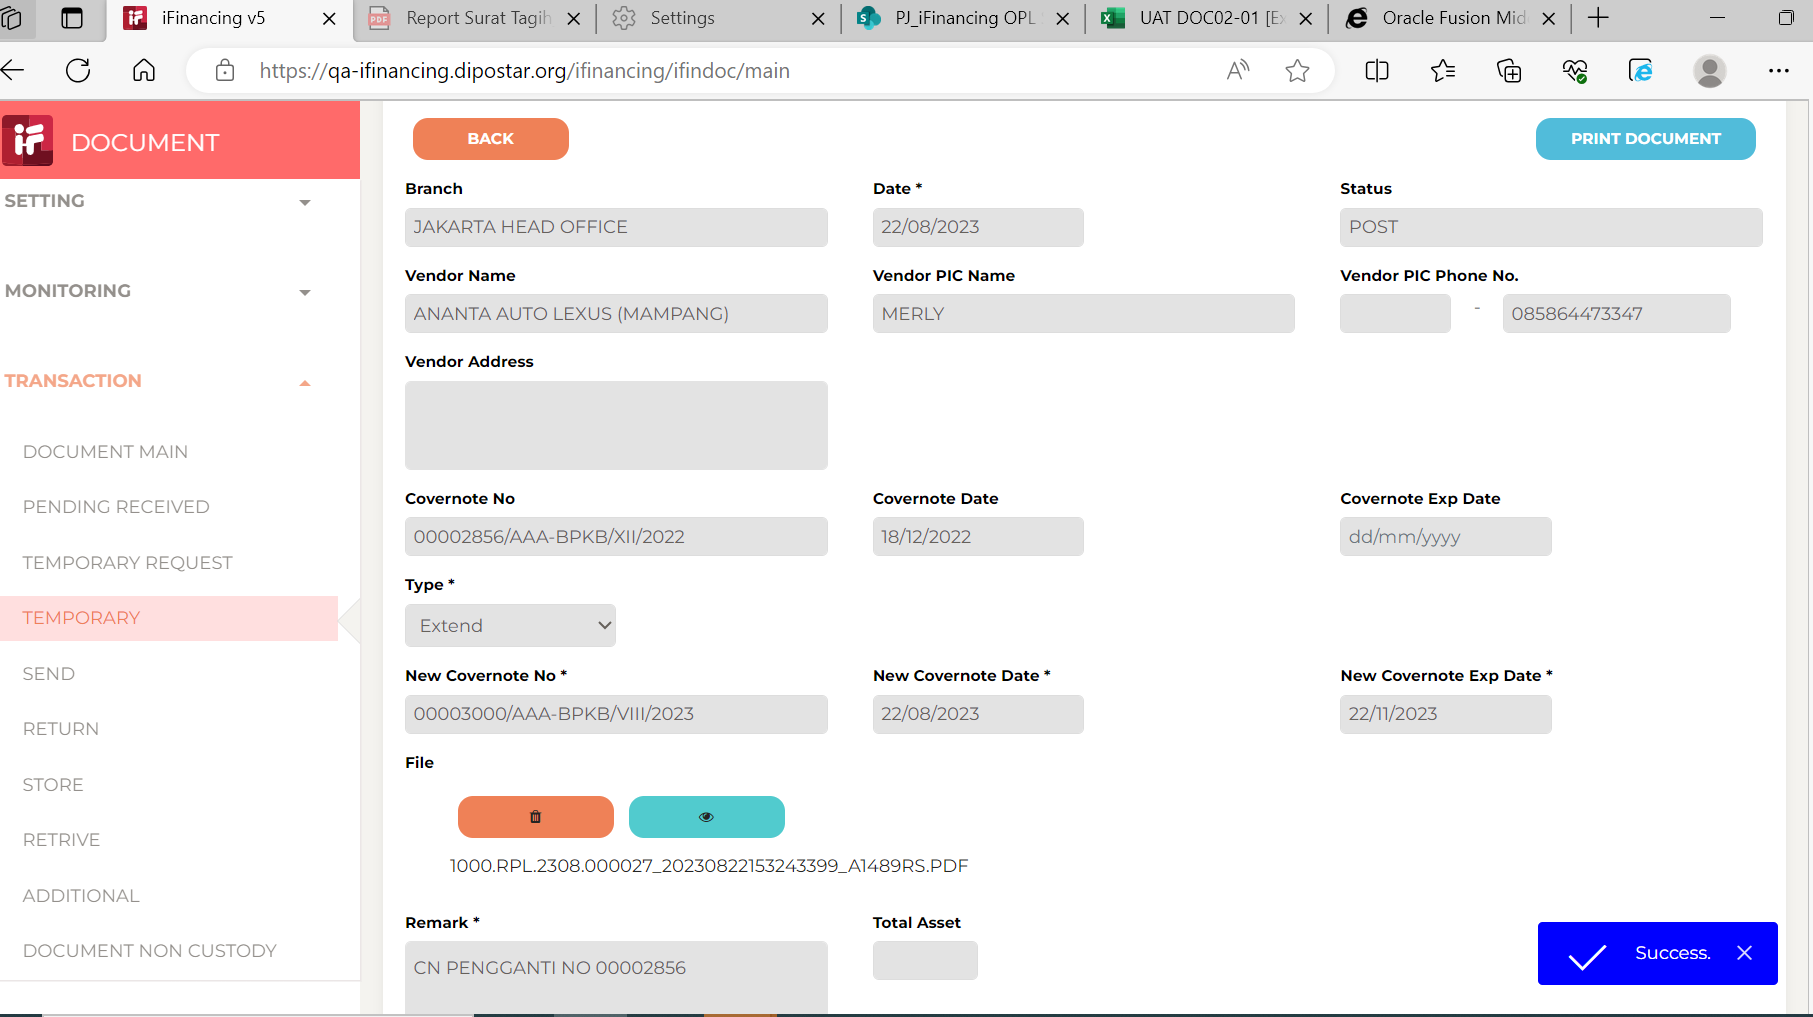 iFinancing v5
Report Surat Tagih
Settings
PJ_iFinancing OPL
UAT DOC02-01 [Ex
Oracle Fusion Mid
https://qa-ifinancing.dipostar.org/ifinancing/ifindoc/main
iF DOCUMENT
SETTING
MONITORING
TRANSACTION
DOCUMENT MAIN
PENDING RECEIVED
TEMPORARY REQUEST
TEMPORARY
SEND
RETURN
STORE
RETRIVE
ADDITIONAL
DOCUMENT NON CUSTODY
BACK
PRINT DOCUMENT
Branch
JAKARTA HEAD OFFICE
Date *
22/08/2023
Status
POST
Vendor Name
ANANTA AUTO LEXUS (MAMPANG)
Vendor PIC Name
MERLY
Vendor PIC Phone No.
- 085864473347
Vendor Address
Covernote No
00002856/AAA-BPKB/XII/2022
Covernote Date
18/12/2022
Covernote Exp Date
dd/mm/yyyy
Type *
Extend
New Covernote No *
00003000/AAA-BPKB/VIII/2023
New Covernote Date *
22/08/2023
New Covernote Exp Date *
22/11/2023
File
1000.RPL.2308.000027_20230822153243399_A1489RS.PDF
Remark *
CN PENGGANTI NO 00002856
Total Asset
Success.